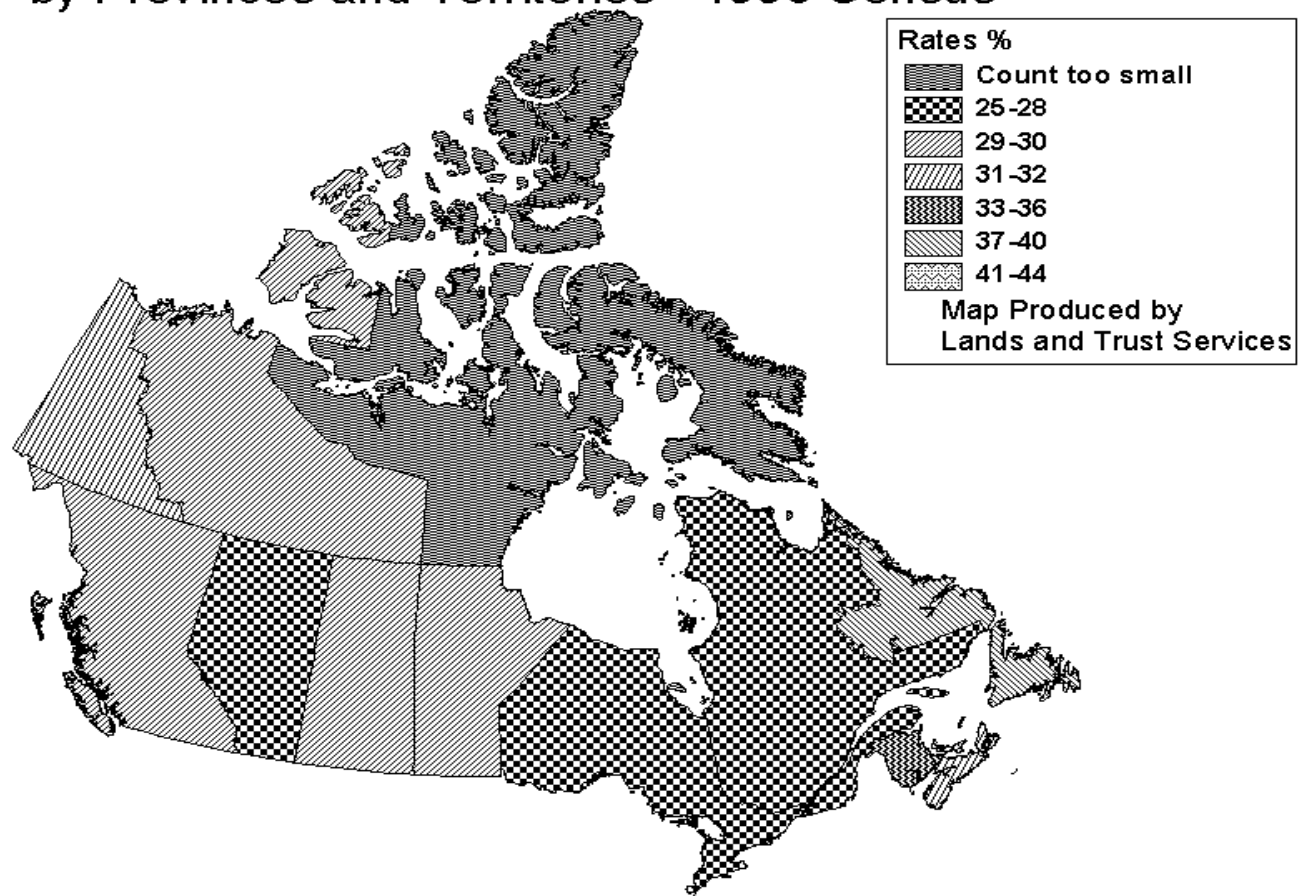 by Provinces and Territories - 1996 Census
Rates %
Count too small
25-28
29-30
31-32
33-36
37-40
41-44
Map Produced by
Lands and Trust Services